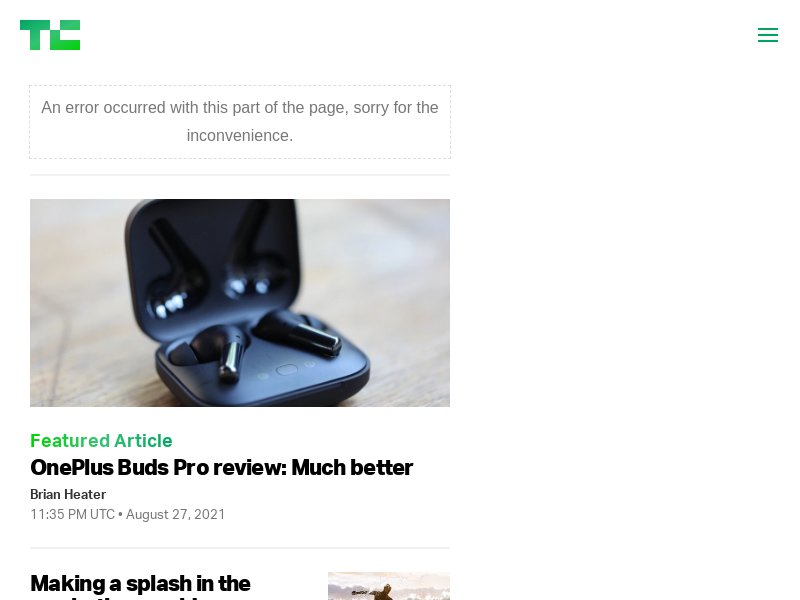 TC
An error occurred with this part of the page, sorry for the
inconvenience.
Featured Article
OnePlus Buds Pro review: Much better
Brian Heater
11:35 PM UTC • August 27, 2021
Making a splash in the